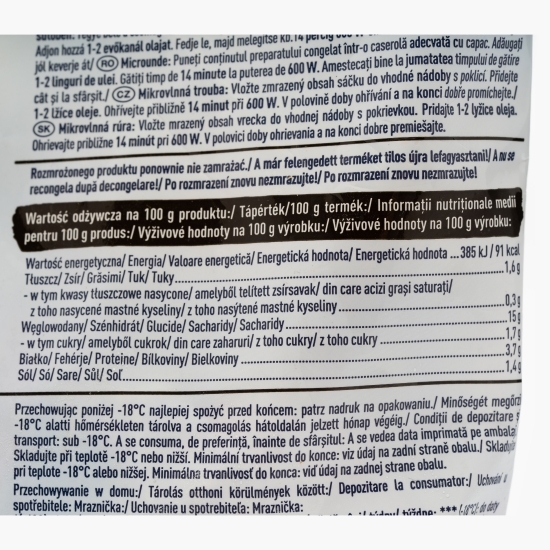 Adjon hozzá 1-2 evőkanál olajat. Fedje le, majd melegítse kb. 14 percig 600 W
jól keverje át/ (RO) Microunde: Puneți conținutul preparatului congelat într-o caserolă adecvată cu capac. Adăugați
1-2 linguri de ulei. Gătiți timp de 14 minute la puterea de 600 W. Amestecați bine la jumatatea timpului de gătire
cât și la sfârșit./ (CZ) Mikrovlnná trouba: Vložte zmrazený obsah sáčku do vhodné nádoby s poklicí. Přidejte
1-2 lžíce oleje. Ohřívejte přibližně 14 minut při 600 W. V polovině doby ohřívání a na konci dobře promíchejte./
(SK) Mikrovlnná rúra: Vložte mrazený obsah vrecka do vhodnej nádoby s pokrievkou. Pridajte 1-2 lyžice oleja.
Ohrievajte približne 14 minút pri 600 W. V polovici doby ohrievania a na konci dobre premiešajte.
Rozmrożonego produktu ponownie nie zamrażać./ A már felengedett terméket tilos újra lefagyasztani!/ A nu se
recongela după decongelare!/ Po rozmrazení znovu nezmrazujte!/ Po rozmrazení znovu nezmrazujte!
Wartość odżywcza na 100 g produktu:/ Tápérték/100 g termék:/ Informații nutriționale medii
pentru 100 g produs:/ Výživové hodnoty na 100 g výrobku:/ Výživové hodnoty na 100 g výrobku:
Wartość energetyczna/ Energia/ Valoare energetică/ Energetická hodnota/ Energetická hodnota ...385 kJ / 91 kcal
Tłuszcz/ Zsír/ Grăsimi/ Tuk/ Tuky...1,6 g
- w tym kwasy tłuszczowe nasycone/ amelyből telített zsírsavak/ din care acizi grași saturați/
z toho nasycené mastné kyseliny/ z toho nasýtené mastné kyseliny...0,3 g
Węglowodany/ Szénhidrát/ Glucide/ Sacharidy/ Sacharidy...15 g
- w tym cukry/ amelyből cukrok/ din care zaharuri/ z toho cukry/ z toho cukry...1,7 g
Białko/ Fehérje/ Proteine/ Bílkoviny/ Bielkoviny...3,7 g
Sól/ Só/ Sare/ Sůl/ Soľ...1,4 g
Przechowując poniżej -18°C najlepiej spożyć przed końcem: patrz nadruk na opakowaniu./ Minőségét megőrzi
-18°C alatti hőmérsékleten tárolva a csomagolás hátoldalán jelzett hónap végéig./ Condiții de depozitare
transport: sub -18°C. A se consuma, de preferință, înainte de sfârșitul: A se vedea data imprimată pe ambalaj
Skladujte při teplotě -18°C nebo nižší. Minimální trvanlivost do konce: viz údaj na zadní straně obalu./
pri teplote -18°C alebo nižšej. Minimálna trvanlivosť do konca: viď údaj na zadnej strane obalu.
Przechowywanie w domu:/ Tárolás otthoni körülmények között:/ Depozitare la consumator:/ Uchování u
spotřebitele: Mraznička:/ Uchovanie u spotrebiteľa: Mraznička:
týždne: *** (-18°C): do daty